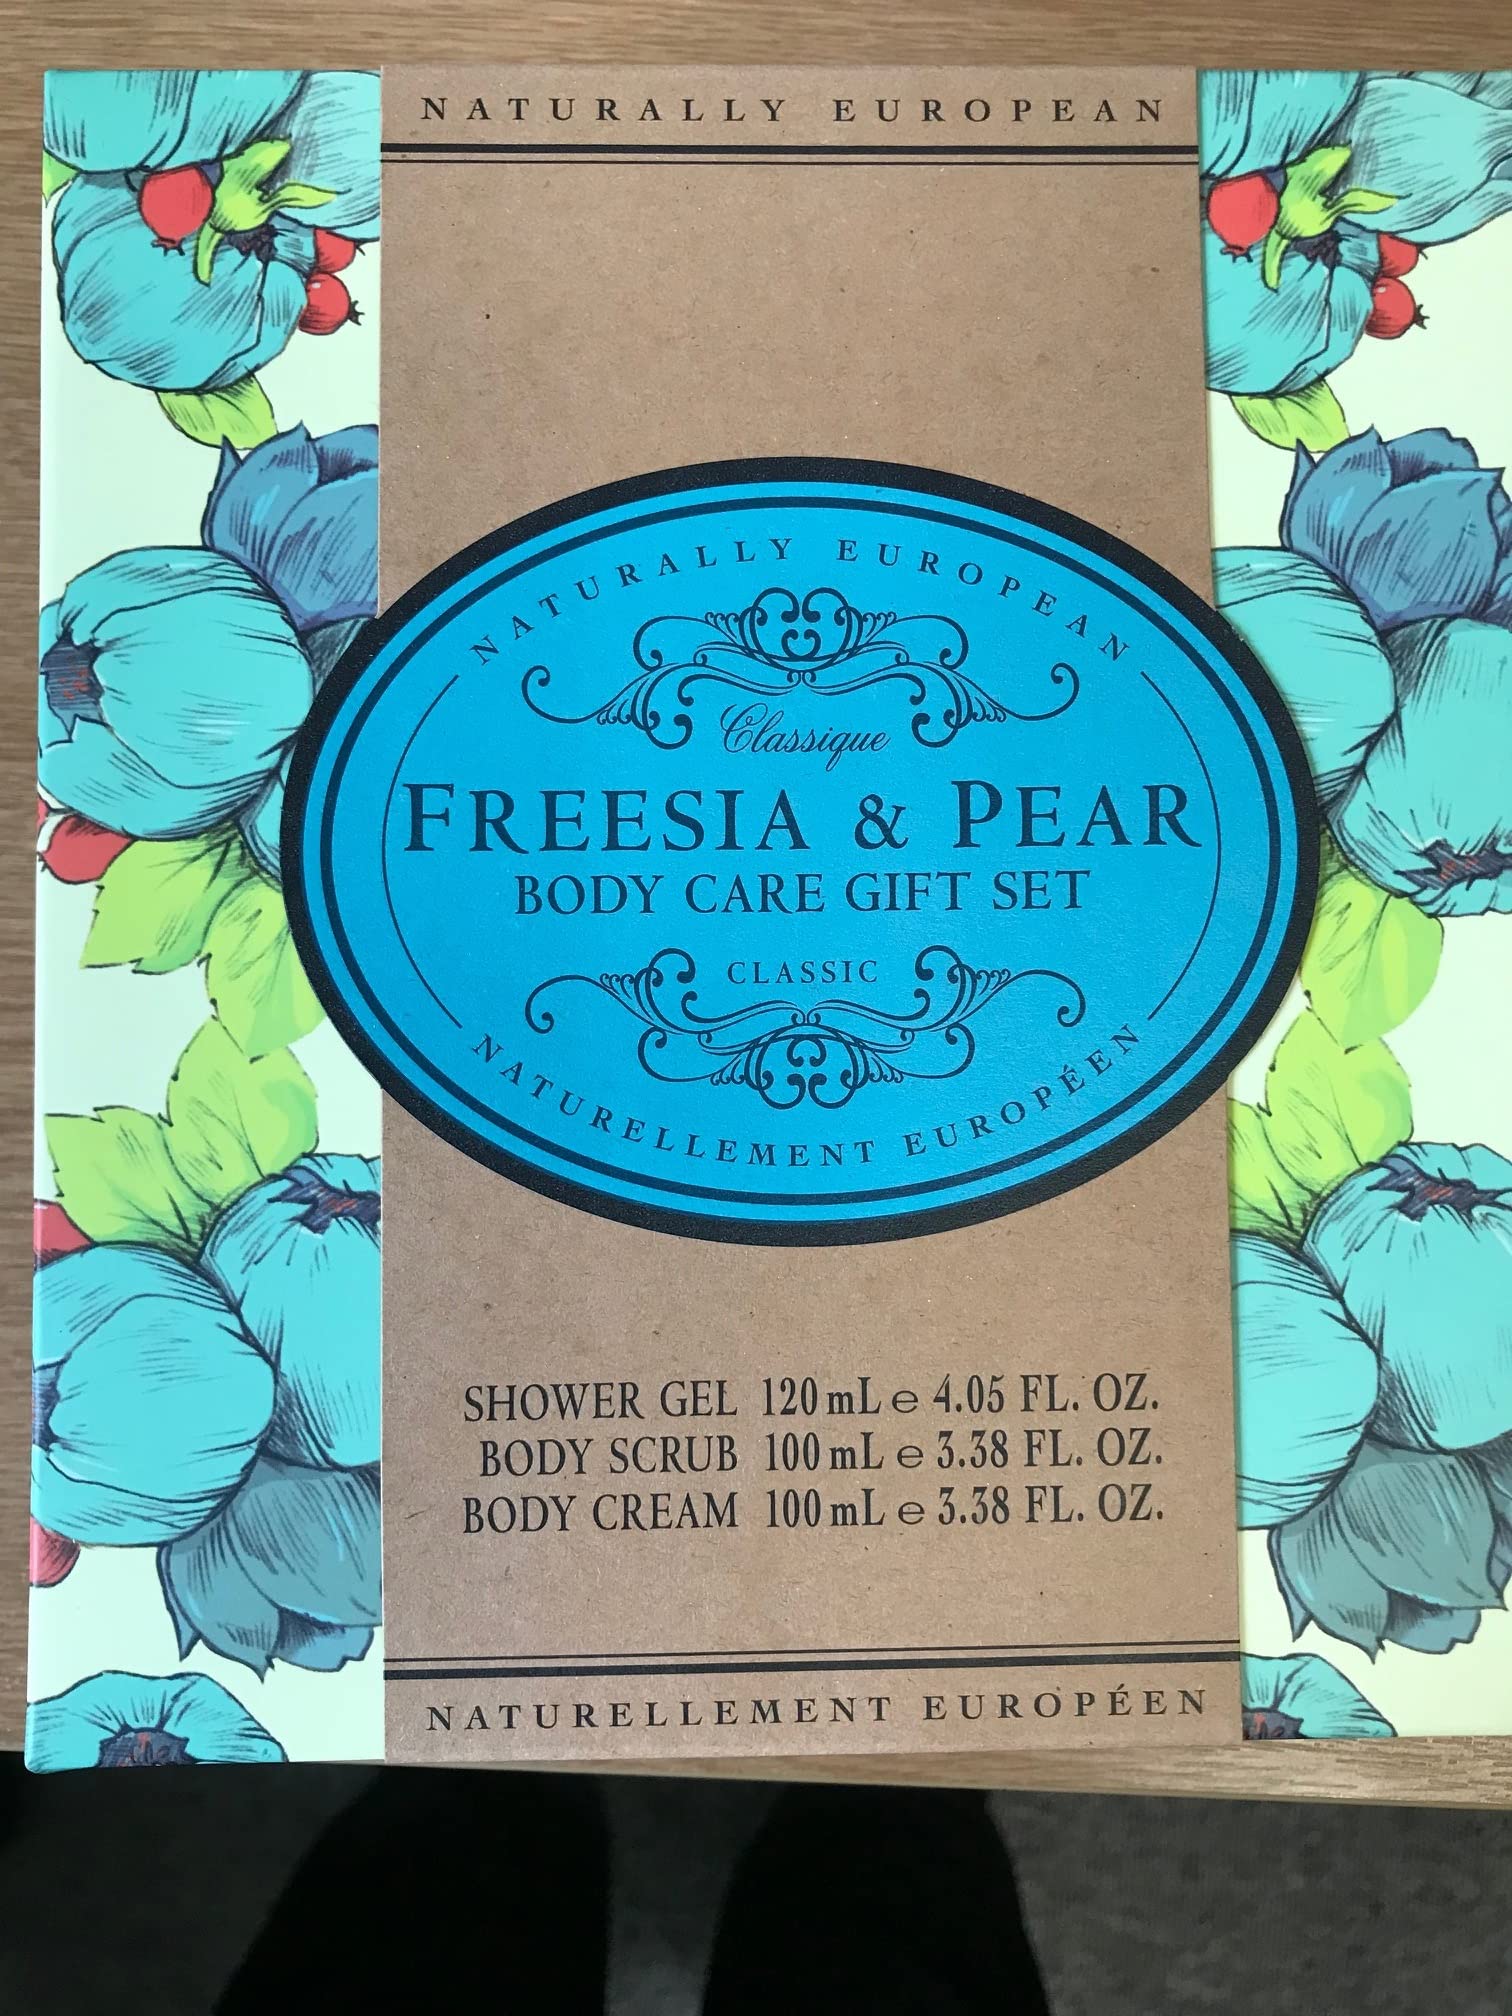 NATURALLY EUROPEAN
NATURALLY EUROPEAN
Classique
FREESIA & PEAR
BODY CARE GIFT SET
CLASSIC
NATURELLEMENT EUROPÉEN
SHOWER GEL 120 mL e 4.05 FL. OZ.
BODY SCRUB 100 mL e 3.38 FL. OZ.
BODY CREAM 100 mL e 3.38 FL. OZ.
NATURELLEMENT EUROPÉEN